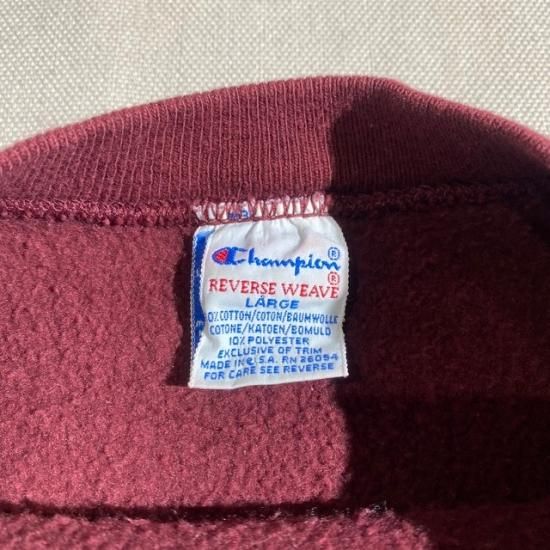 Champion®
REVERSE WEAVE®
LARGE
0% COTTON/COTON/BAUMWOLLE
COTONE/KATOEN/BOMULD
10% POLYESTER
EXCLUSIVE OF TRIM
MADE IN U.S.A. RN 26094
FOR CARE SEE REVERSE